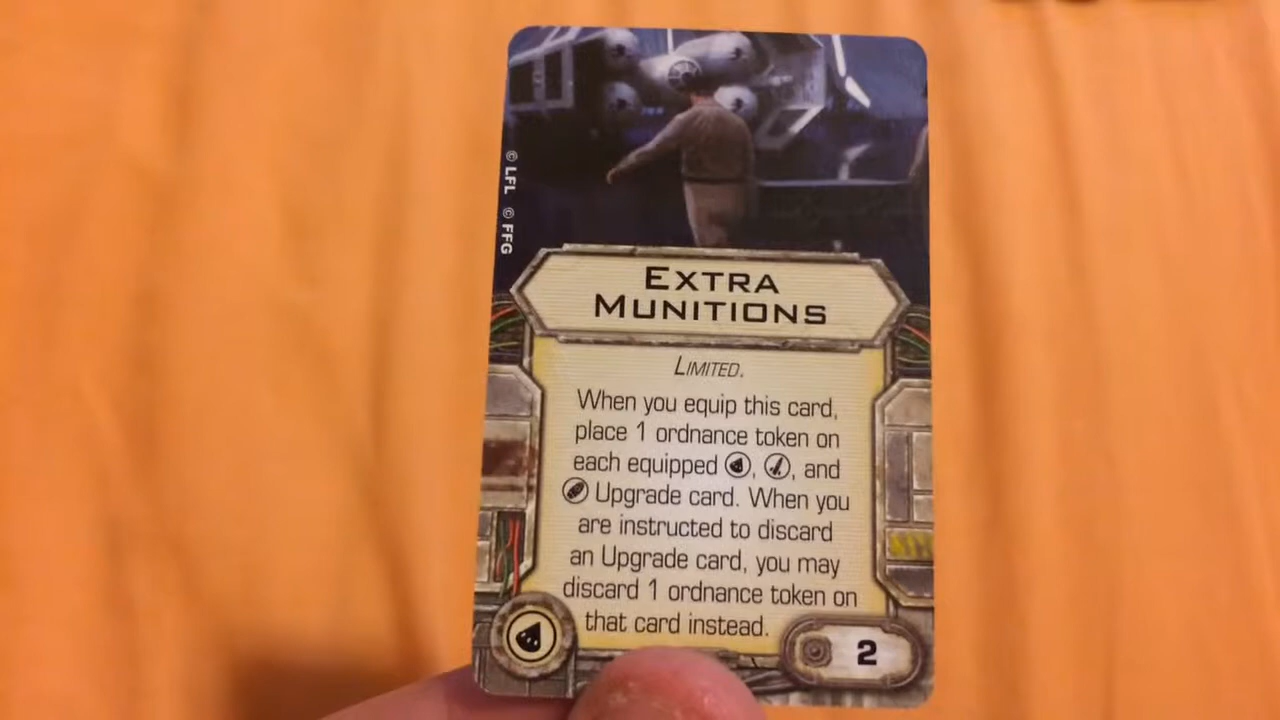 © LFL © FFG
EXTRA
MUNITIONS
LIMITED.
When you equip this card,
place 1 ordnance token on
each equipped , , and
Upgrade card. When you
are instructed to discard
an Upgrade card, you may
discard 1 ordnance token on
that card instead.
2